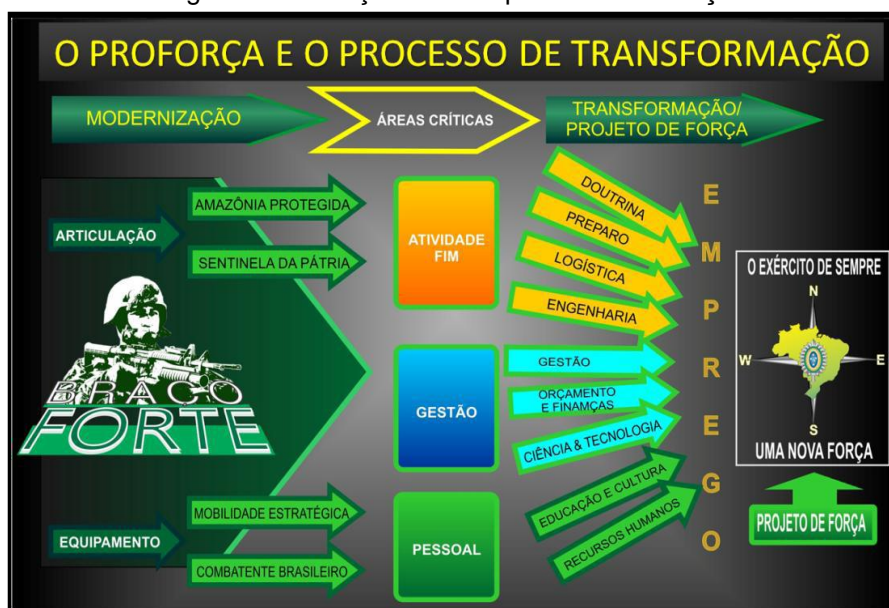 O PROFORÇA E O PROCESSO DE TRANSFORMAÇÃO
MODERNIZAÇÃO
ÁREAS CRÍTICAS
TRANSFORMAÇÃO/
PROJETO DE FORÇA
ARTICULAÇÃO
AMAZÔNIA PROTEGIDA
SENTINELA DA PÁTRIA
BRAÇO
FORTE
EQUIPAMENTO
MOBILIDADE ESTRATÉGICA
COMBATENTE BRASILEIRO
ATIVIDADE
FIM
GESTÃO
PESSOAL
DOUTRINA
PREPARO
LOGÍSTICA
ENGENHARIA
GESTÃO
ORÇAMENTO
E FINAMÇAS
CIÊNCIA & TECNOLOGIA
EDUCAÇÃO E CULTURA
RECURSOS HUMANOS
E
M
P
R
E
G
O
O EXÉRCITO DE SEMPRE
N
W E
S
UMA NOVA FORÇA
PROJETO DE FORÇA